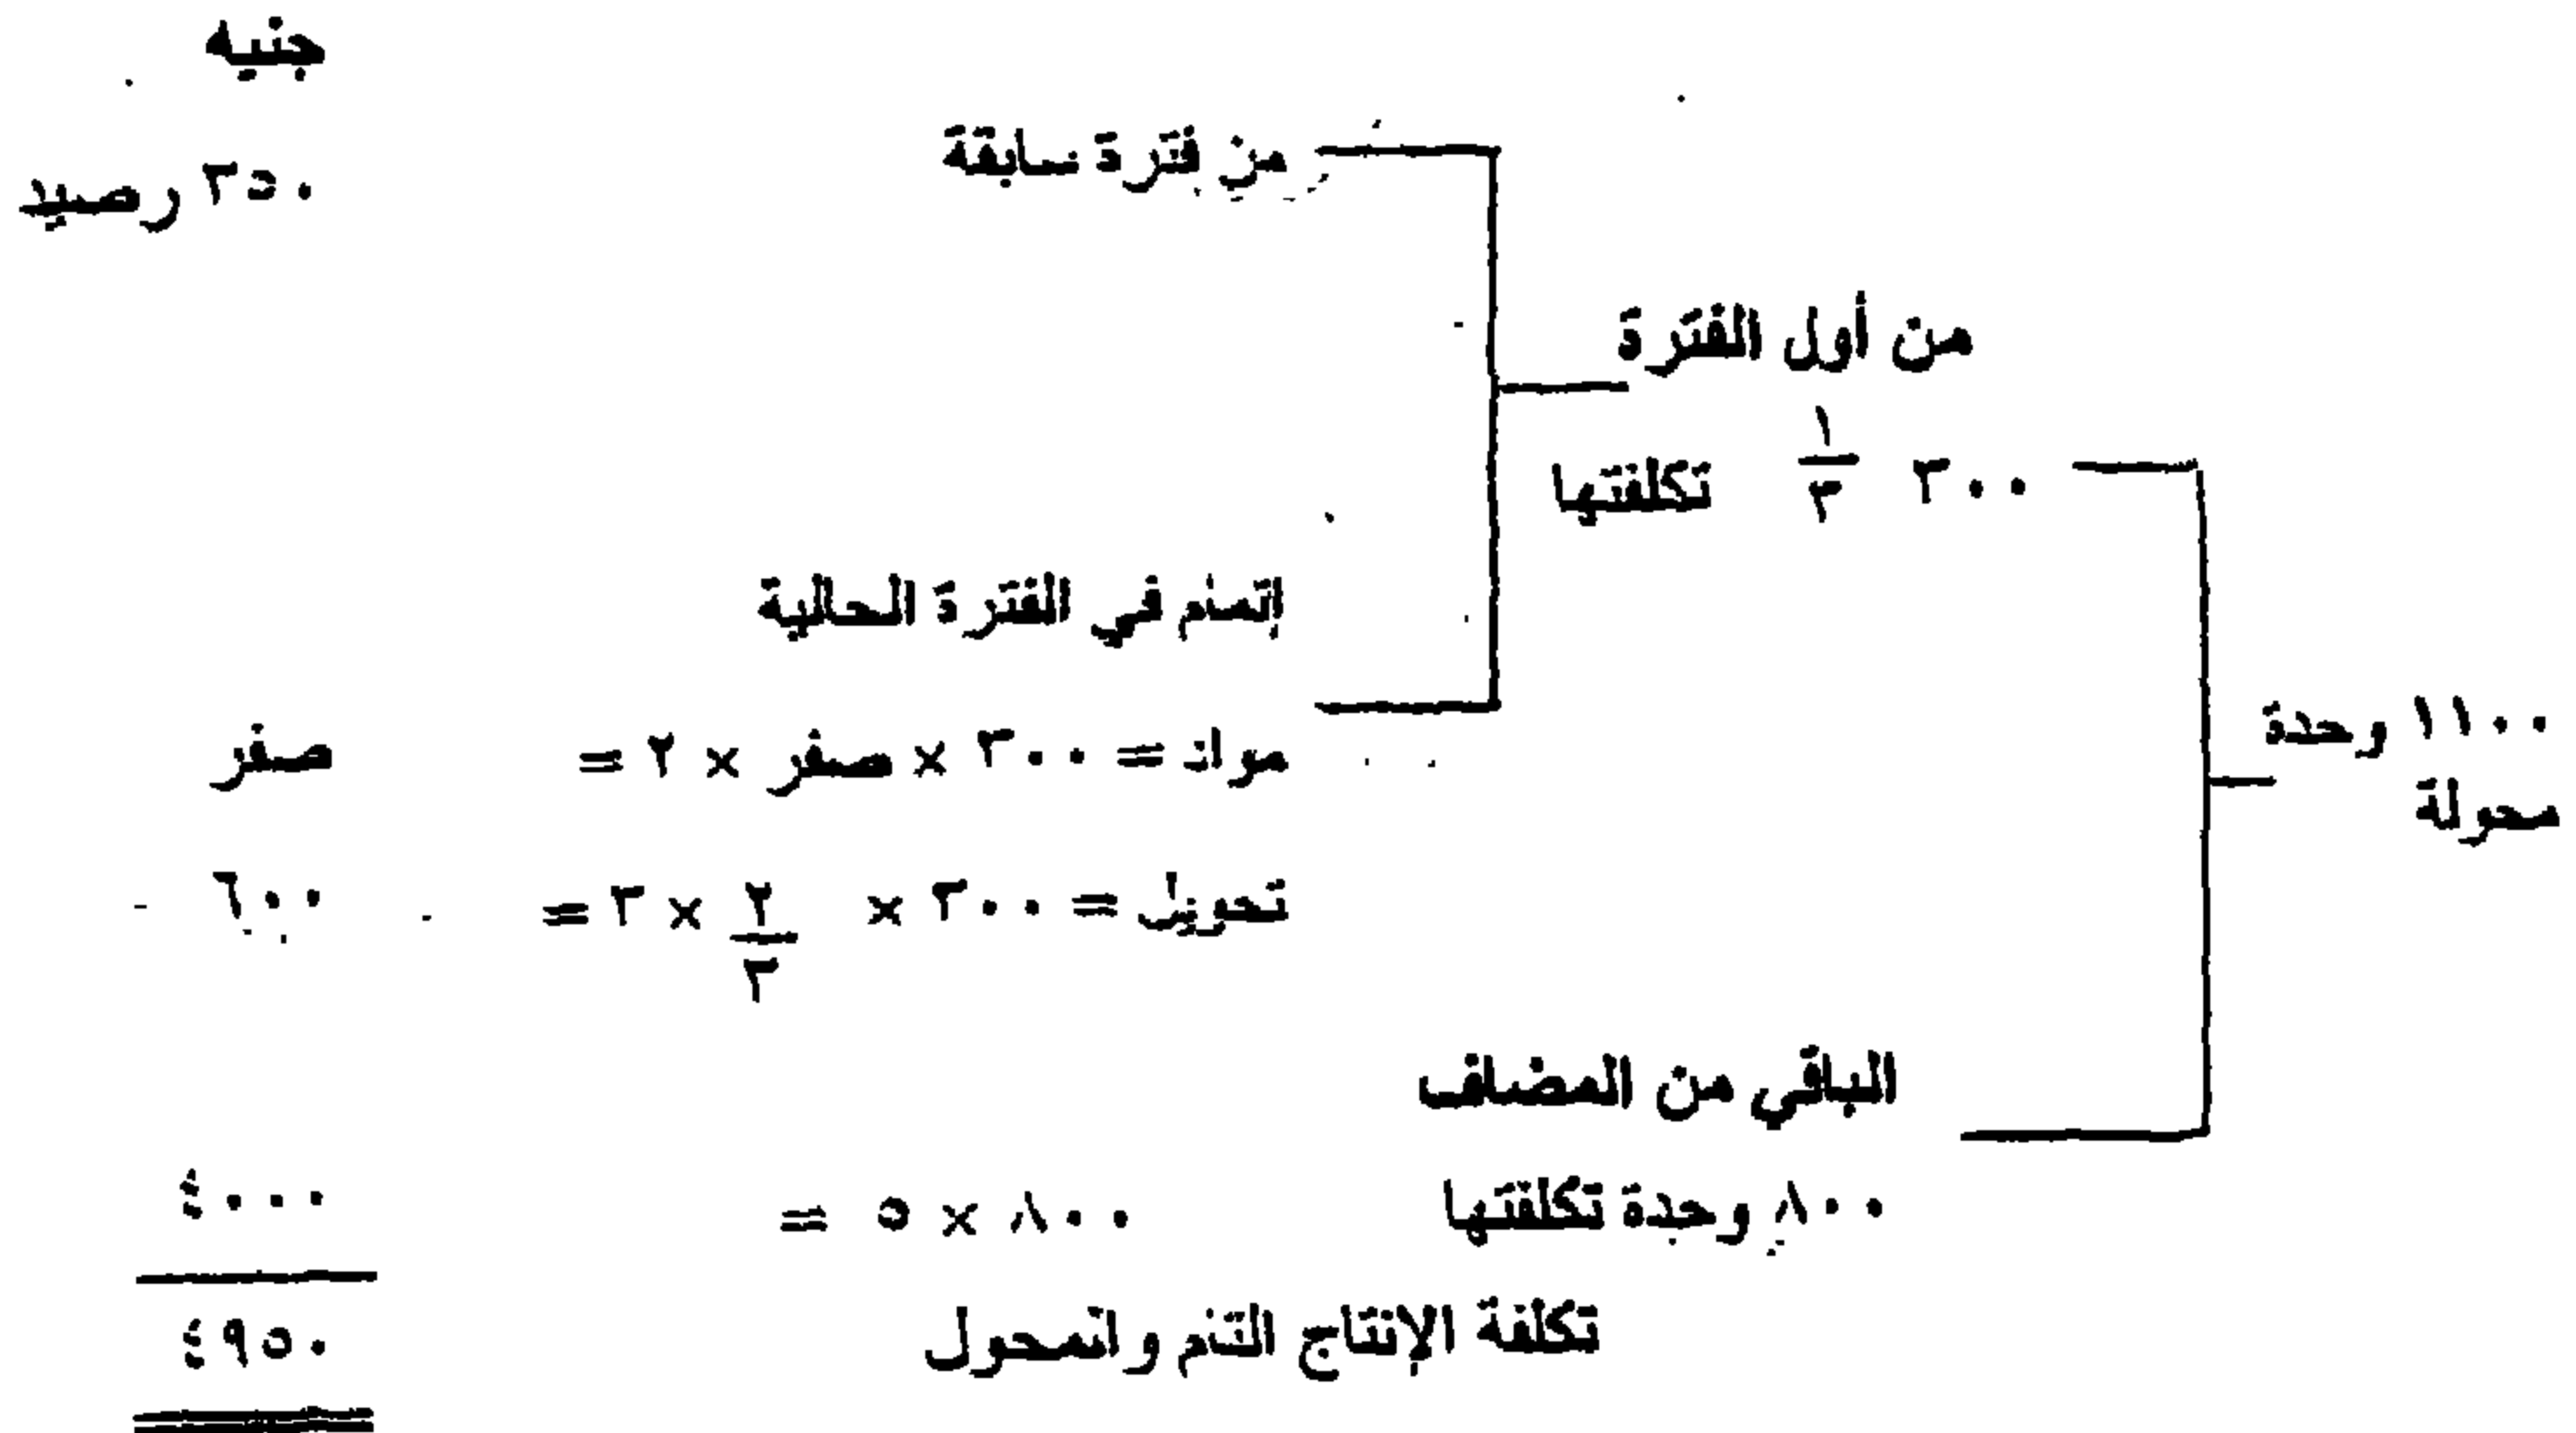 جنيه
من فترة سابقة ٣٥٠ رصيد
من أول الفترة
٣٠٠ ١/٣ تكلفتها
إتمام في الفترة الحالية
١١٠٠ وحدة
محولة
مواد = ٣٠٠ × صفر × ٢ = صفر
تحويل = ٣٠٠ × ٢/٣ × ٣ = ٦٠٠
الباقي من المضاف
٨٠٠ وحدة تكلفتها ٨٠٠ × ٥ = ٤٠٠٠
تكلفة الإنتاج التام والمحول ٤٩٥٠